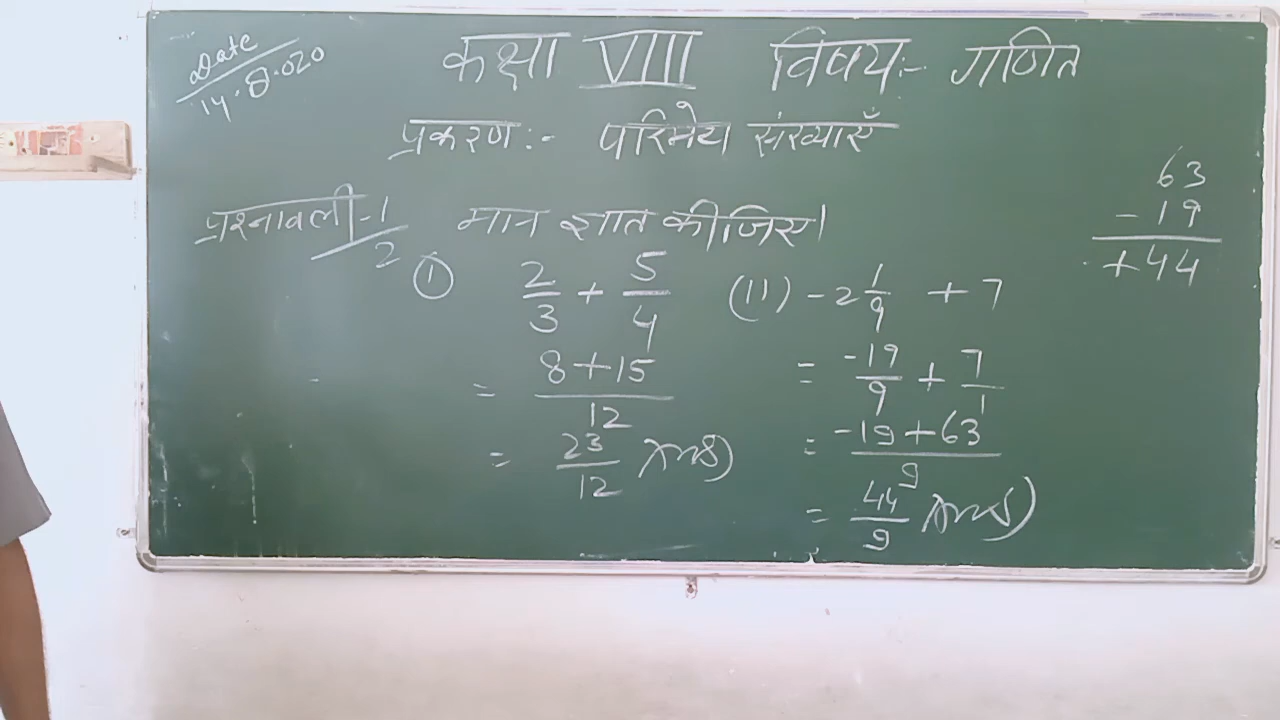 Date
14.8.020
कक्षा VIII विषय:- गणित
प्रकरण:- परिमेय संख्याएँ
प्रश्नावली-1/2 मान ज्ञात कीजिए।
① 2/3 + 5/4
= 8+15/12
= 23/12 Ans)
(II) -2 1/9 + 7
= -19/9 + 7/1
= -19+63/9
= 44/9 Ans)
63
-19
+44